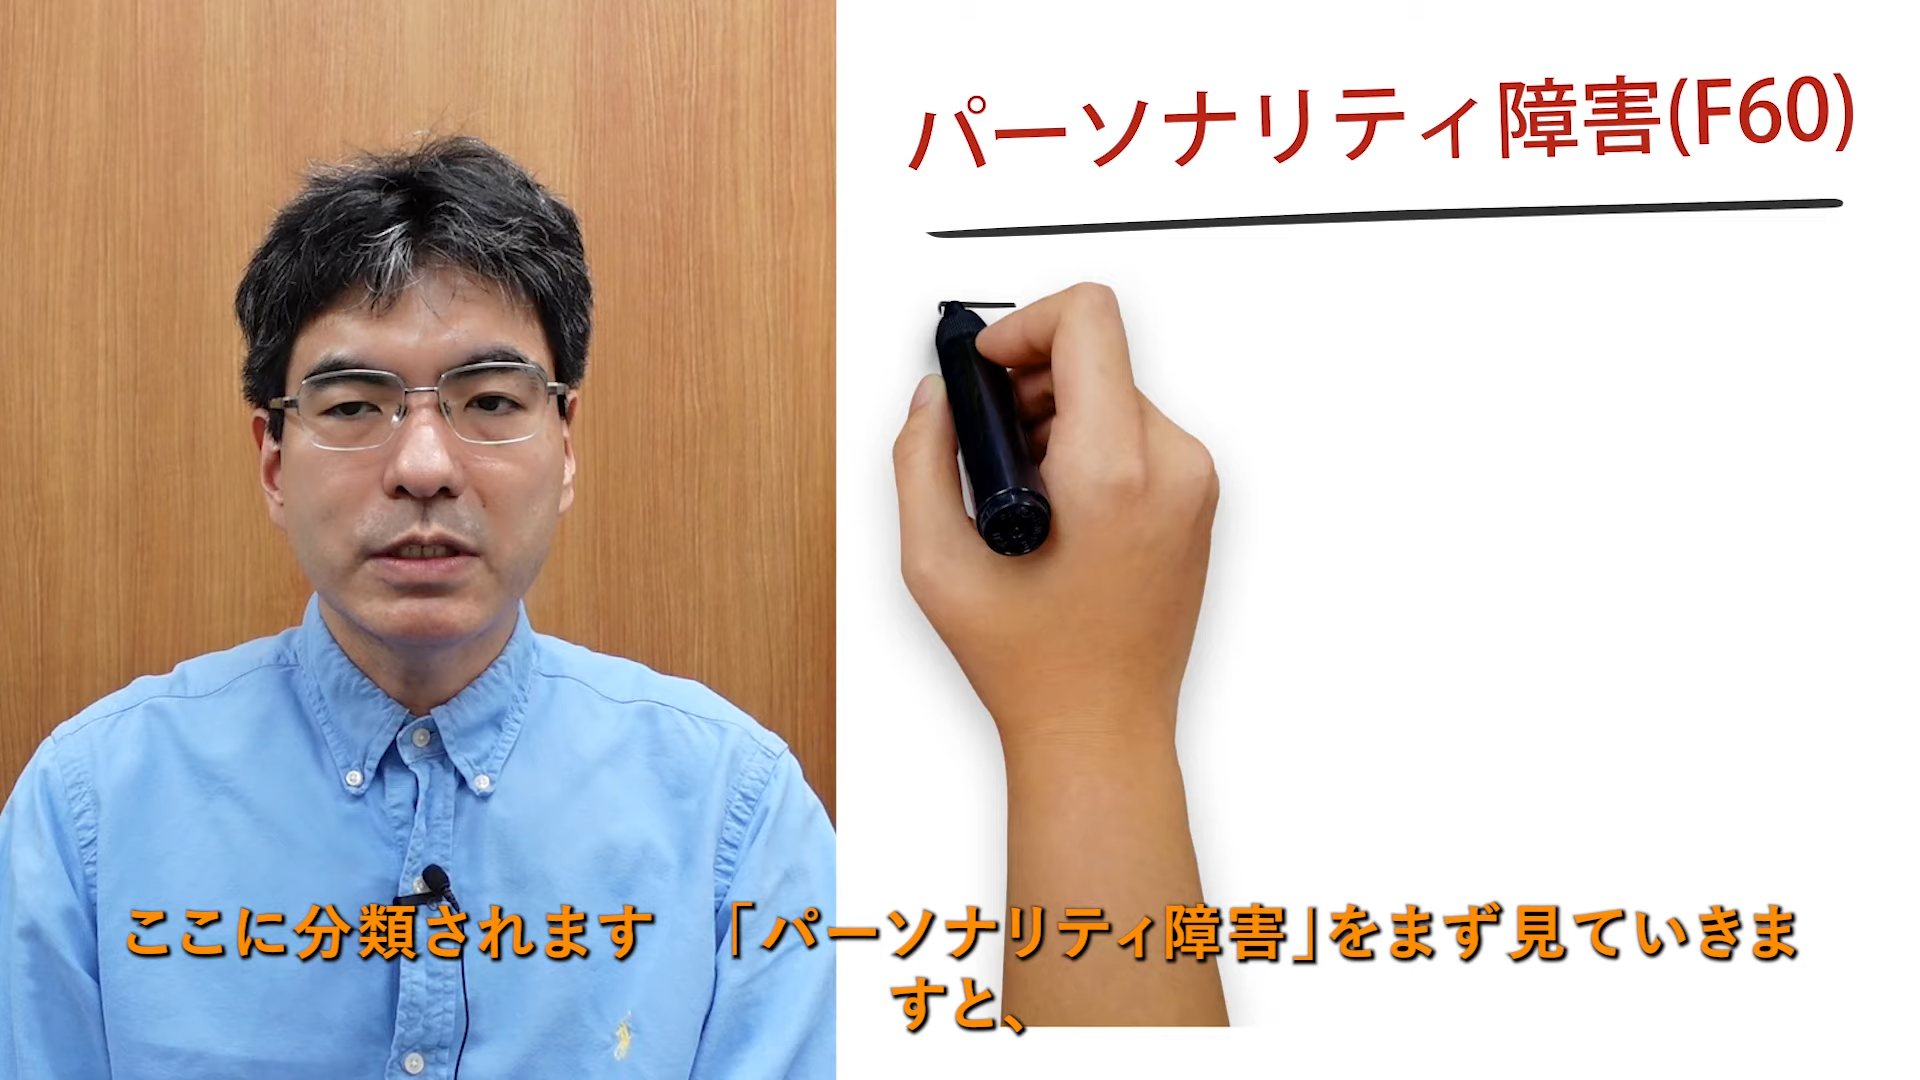 パーソナリティ障害(F60)
ここに分類されます 「パーソナリティ障害」をまず見ていきま
すと、